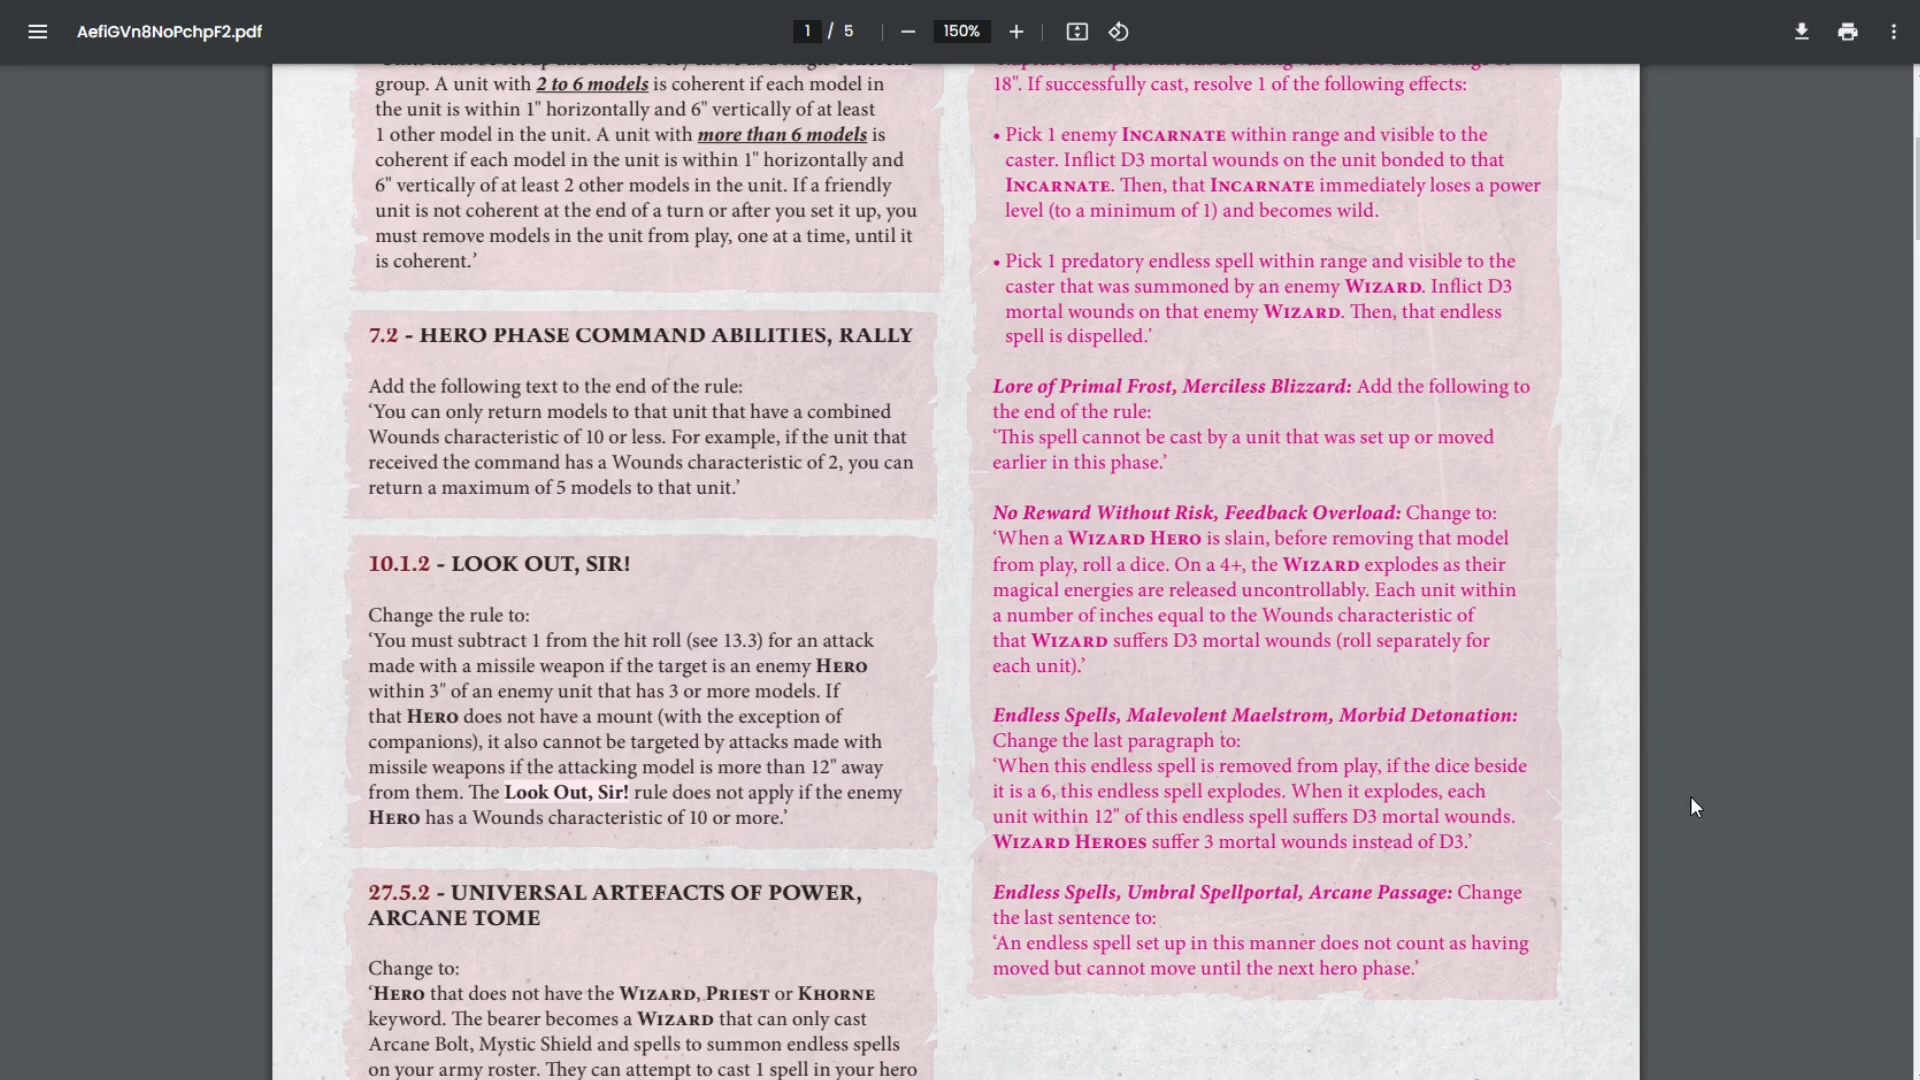 AefiGVn8NoPchpF2.pdf
1 / 5
150%
group. A unit with 2 to 6 models is coherent if each model in
the unit is within 1" horizontally and 6" vertically of at least
1 other model in the unit. A unit with more than 6 models is
coherent if each model in the unit is within 1" horizontally and
6" vertically of at least 2 other models in the unit. If a friendly
unit is not coherent at the end of a turn or after you set it up, you
must remove models in the unit from play, one at a time, until it
is coherent.’
7.2 - HERO PHASE COMMAND ABILITIES, RALLY
Add the following text to the end of the rule:
‘You can only return models to that unit that have a combined
Wounds characteristic of 10 or less. For example, if the unit that
received the command has a Wounds characteristic of 2, you can
return a maximum of 5 models to that unit.’
10.1.2 - LOOK OUT, SIR!
Change the rule to:
‘You must subtract 1 from the hit roll (see 13.3) for an attack
made with a missile weapon if the target is an enemy HERO
within 3" of an enemy unit that has 3 or more models. If
that HERO does not have a mount (with the exception of
companions), it also cannot be targeted by attacks made with
missile weapons if the attacking model is more than 12" away
from them. The Look Out, Sir! rule does not apply if the enemy
HERO has a Wounds characteristic of 10 or more.’
27.5.2 - UNIVERSAL ARTEFACTS OF POWER,
ARCANE TOME
Change to:
‘HERO that does not have the WIZARD, PRIEST or KHORNE
keyword. The bearer becomes a WIZARD that can only cast
Arcane Bolt, Mystic Shield and spells to summon endless spells
on your army roster. They can attempt to cast 1 spell in your hero
18". If successfully cast, resolve 1 of the following effects:
• Pick 1 enemy INCARNATE within range and visible to the
caster. Inflict D3 mortal wounds on the unit bonded to that
INCARNATE. Then, that INCARNATE immediately loses a power
level (to a minimum of 1) and becomes wild.
• Pick 1 predatory endless spell within range and visible to the
caster that was summoned by an enemy WIZARD. Inflict D3
mortal wounds on that enemy WIZARD. Then, that endless
spell is dispelled.’
Lore of Primal Frost, Merciless Blizzard: Add the following to
the end of the rule:
‘This spell cannot be cast by a unit that was set up or moved
earlier in this phase.’
No Reward Without Risk, Feedback Overload: Change to:
‘When a WIZARD HERO is slain, before removing that model
from play, roll a dice. On a 4+, the WIZARD explodes as their
magical energies are released uncontrollably. Each unit within
a number of inches equal to the Wounds characteristic of
that WIZARD suffers D3 mortal wounds (roll separately for
each unit).’
Endless Spells, Malevolent Maelstrom, Morbid Detonation:
Change the last paragraph to:
‘When this endless spell is removed from play, if the dice beside
it is a 6, this endless spell explodes. When it explodes, each
unit within 12" of this endless spell suffers D3 mortal wounds.
WIZARD HEROES suffer 3 mortal wounds instead of D3.’
Endless Spells, Umbral Spellportal, Arcane Passage: Change
the last sentence to:
‘An endless spell set up in this manner does not count as having
moved but cannot move until the next hero phase.’